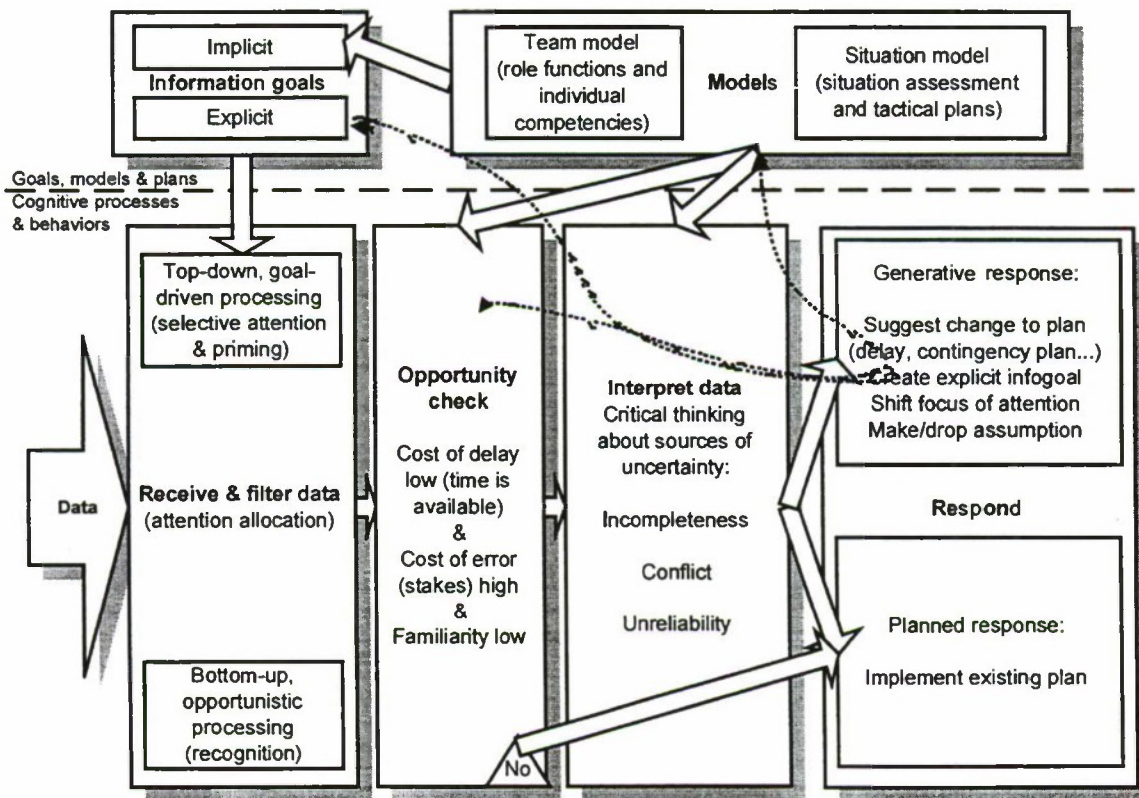 Implicit
Information goals
Explicit
Team model
(role functions and
individual
competencies)
Models
Situation model
(situation assessment
and tactical plans)
Goals, models & plans
Cognitive processes
& behaviors
Data
Top-down, goal-
driven processing
(selective attention
& priming)
Receive & filter data
(attention allocation)
Bottom-up,
opportunistic
processing
(recognition)
Opportunity
check
Cost of delay
low (time is
available)
&
Cost of error
(stakes) high
&
Familiarity low
No
Interpret data
Critical thinking
about sources of
uncertainty:
Incompleteness
Conflict
Unreliability
Generative response:
Suggest change to plan
(delay, contingency plan...)
Create explicit infogoal
Shift focus of attention
Make/drop assumption
Respond
Planned response:
Implement existing plan